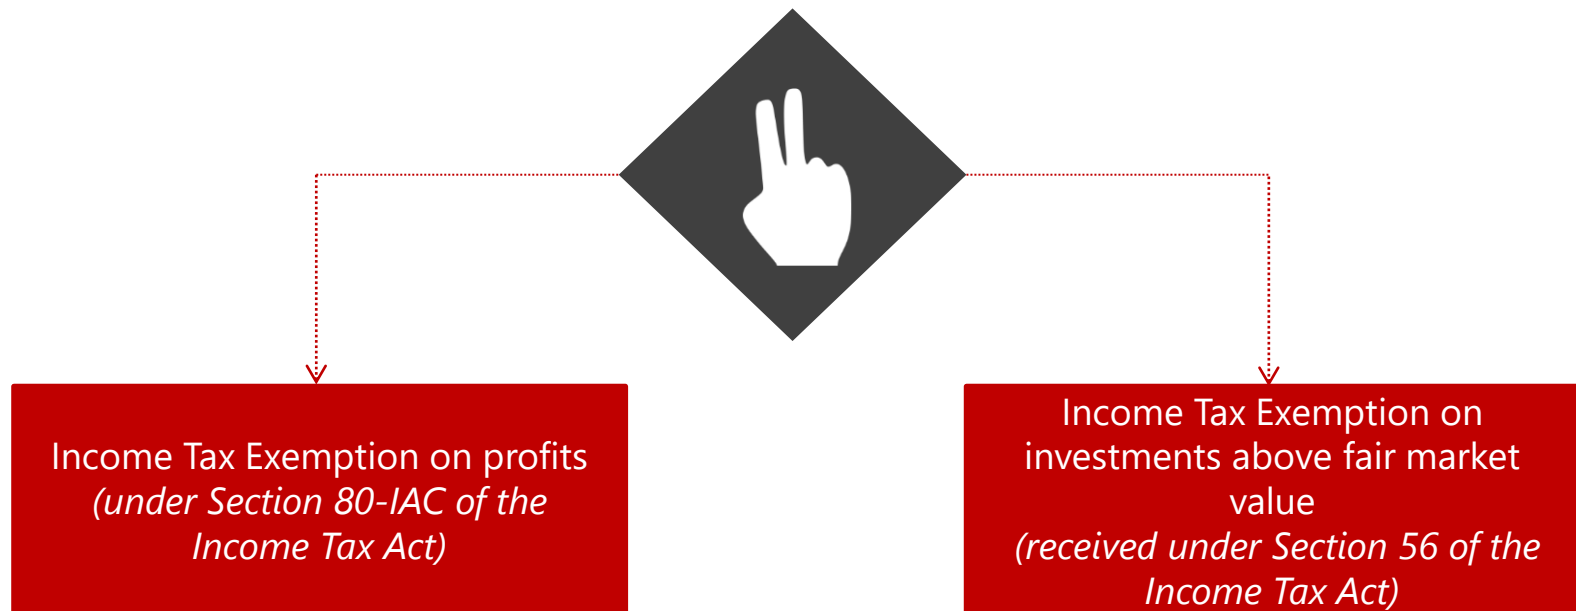 Income Tax Exemption on profits
(under Section 80-IAC of the
Income Tax Act)
Income Tax Exemption on
investments above fair market
value
(received under Section 56 of the
Income Tax Act)